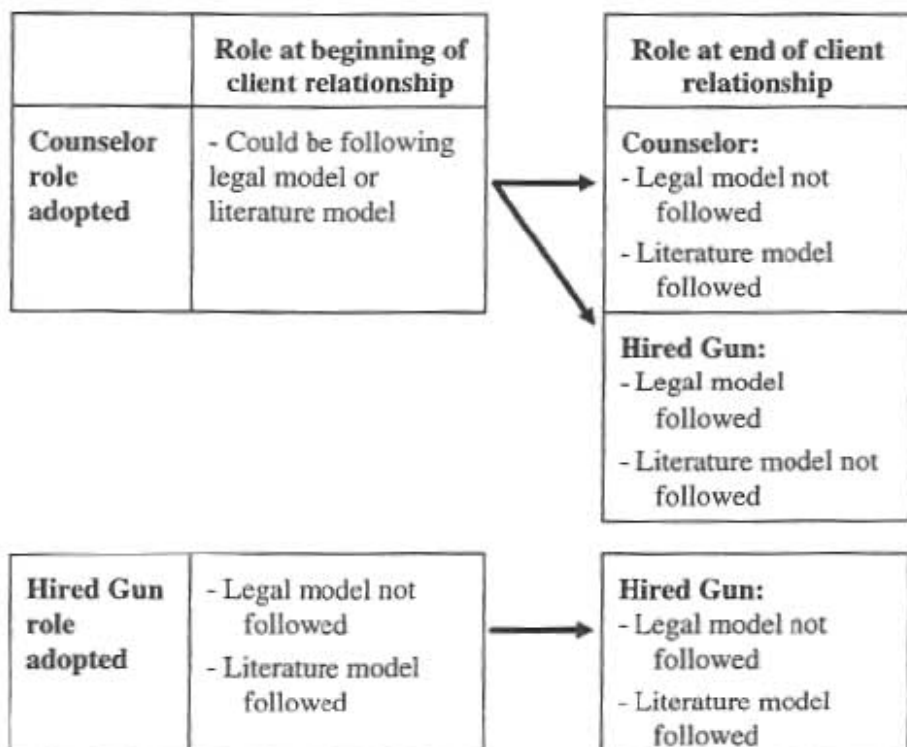 Role at beginning of
client relationship
Counselor
role
adopted
- Could be following
legal model or
literature model
Role at end of client
relationship
Counselor:
- Legal model not
followed
- Literature model
followed
Hired Gun:
- Legal model
followed
- Literature model not
followed
Hired Gun
role
adopted
- Legal model not
followed
- Literature model
followed
Hired Gun:
- Legal model not
followed
- Literature model
followed